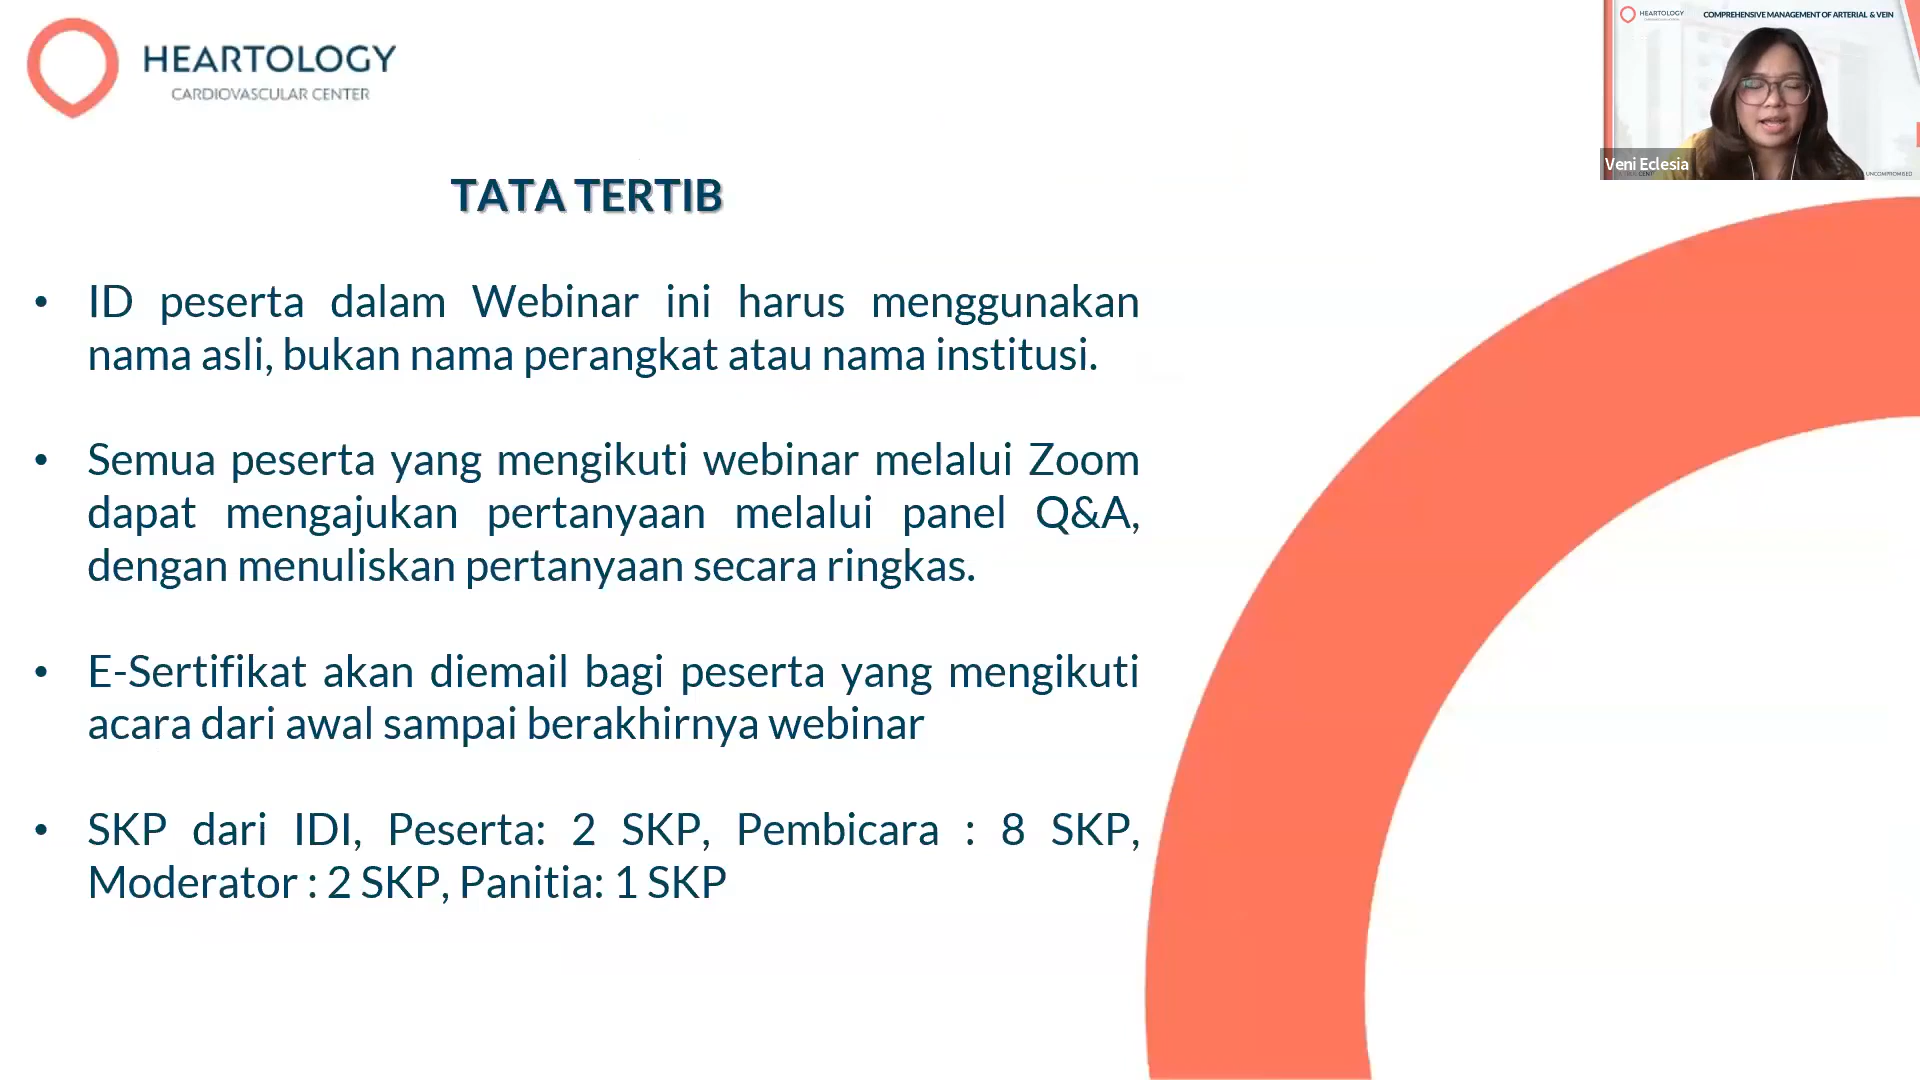 HEARTOLOGY
CARDIOVASCULAR CENTER
HEARTOLOGY
COMPREHENSIVE MANAGEMENT OF ARTERIAL & VEIN
Veni Eclesia
UNCOMPROMISED
TATA TERTIB
• ID peserta dalam Webinar ini harus menggunakan
nama asli, bukan nama perangkat atau nama institusi.
• Semua peserta yang mengikuti webinar melalui Zoom
dapat mengajukan pertanyaan melalui panel Q&A,
dengan menuliskan pertanyaan secara ringkas.
• E-Sertifikat akan diemail bagi peserta yang mengikuti
acara dari awal sampai berakhirnya webinar
• SKP dari IDI, Peserta: 2 SKP, Pembicara : 8 SKP,
Moderator : 2 SKP, Panitia: 1 SKP